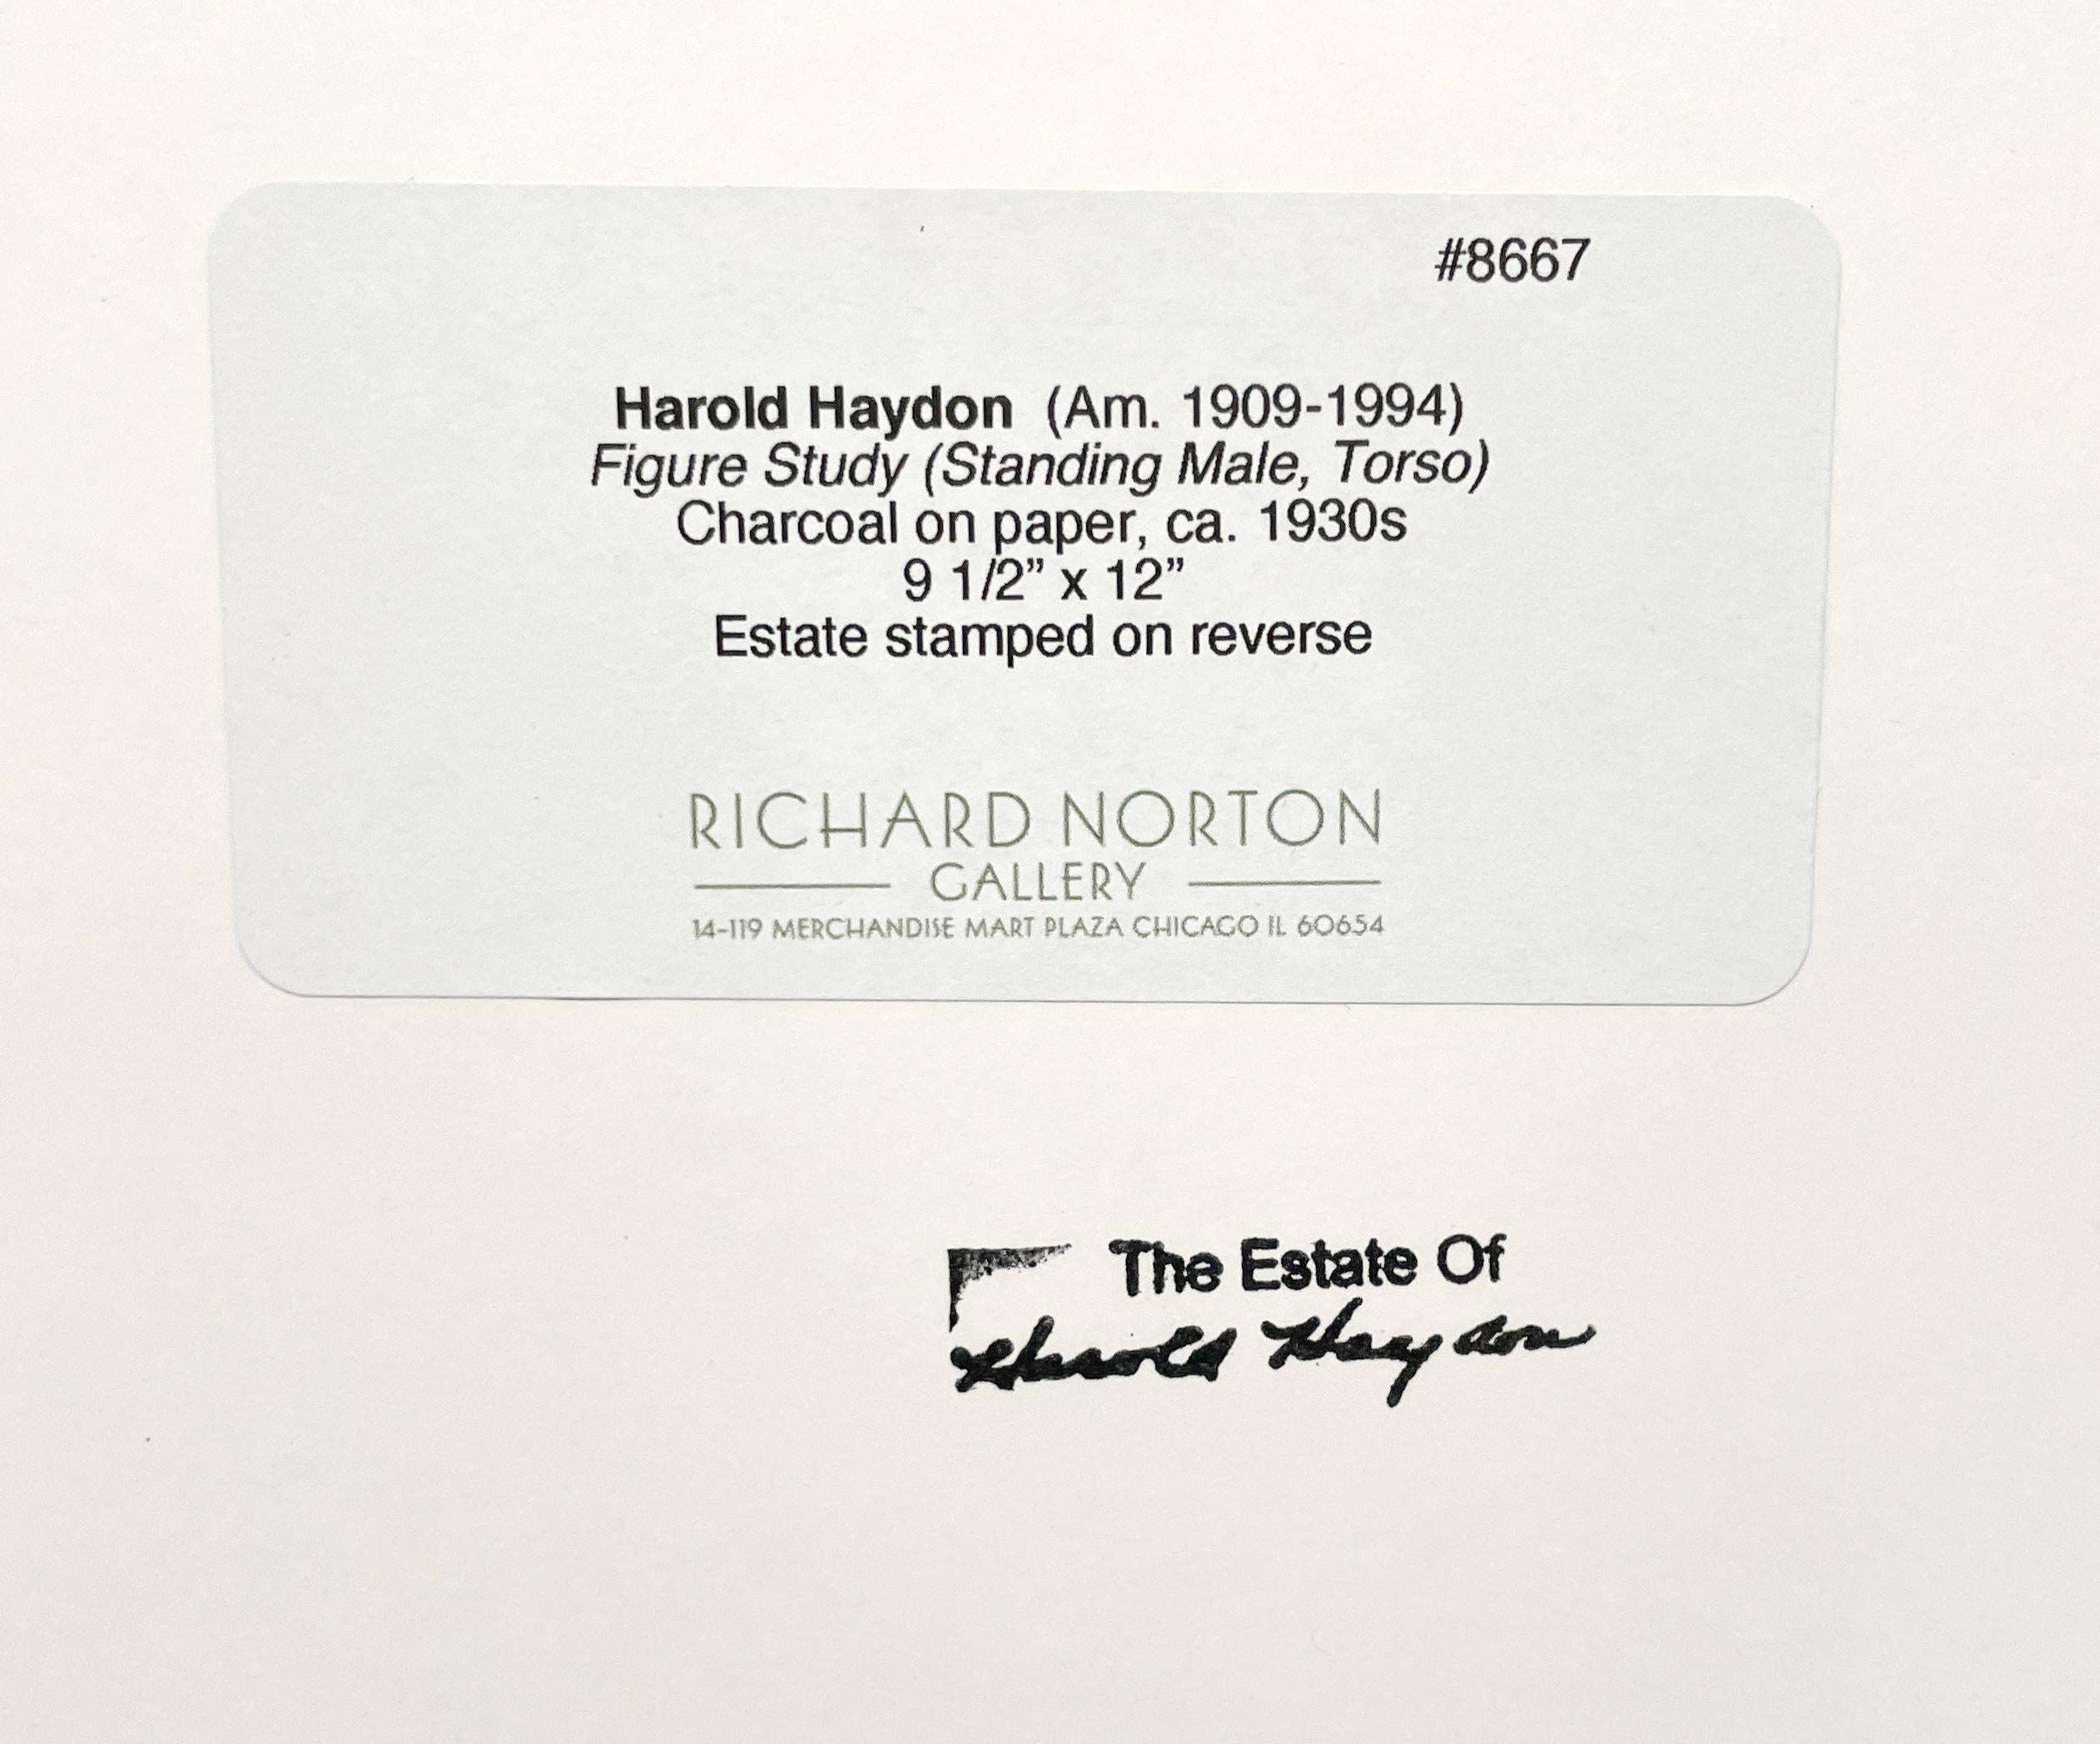 #8667
Harold Haydon (Am. 1909-1994)
Figure Study (Standing Male, Torso)
Charcoal on paper, ca. 1930s
9 1/2” x 12”
Estate stamped on reverse
RICHARD NORTON
GALLERY
14-119 MERCHANDISE MART PLAZA CHICAGO IL 60654
The Estate Of
Harold Haydon